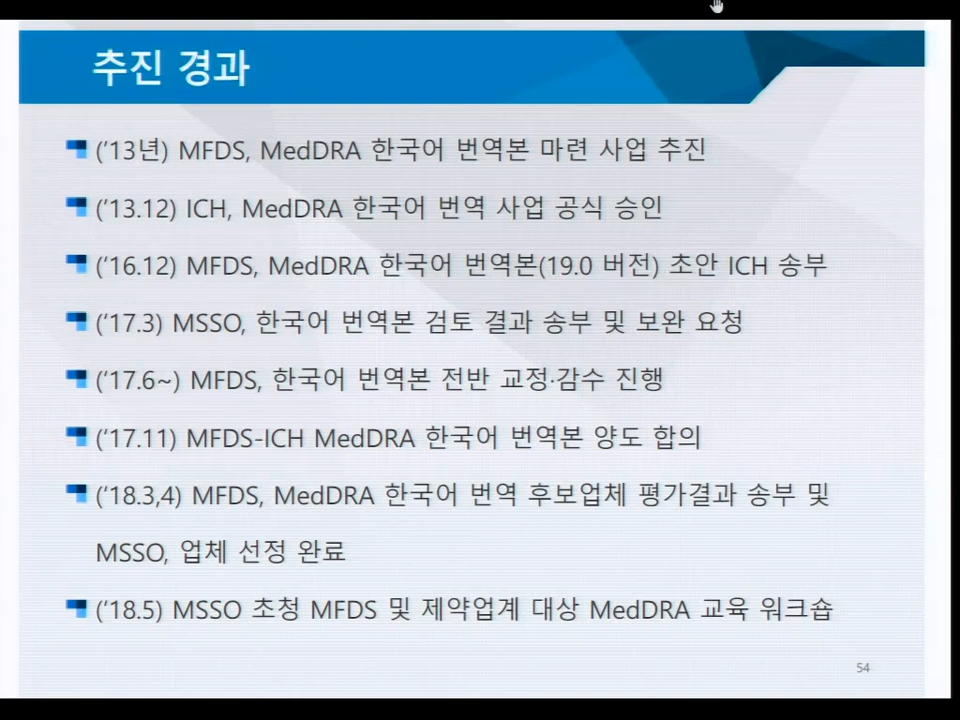 추진 경과
(‘13년) MFDS, MedDRA 한국어 번역본 마련 사업 추진
(‘13.12) ICH, MedDRA 한국어 번역 사업 공식 승인
(‘16.12) MFDS, MedDRA 한국어 번역본(19.0 버전) 초안 ICH 송부
(‘17.3) MSSO, 한국어 번역본 검토 결과 송부 및 보완 요청
(‘17.6~) MFDS, 한국어 번역본 전반 교정·감수 진행
(‘17.11) MFDS-ICH MedDRA 한국어 번역본 양도 합의
(‘18.3,4) MFDS, MedDRA 한국어 번역 후보업체 평가결과 송부 및
MSSO, 업체 선정 완료
(‘18.5) MSSO 초청 MFDS 및 제약업계 대상 MedDRA 교육 워크숍
54